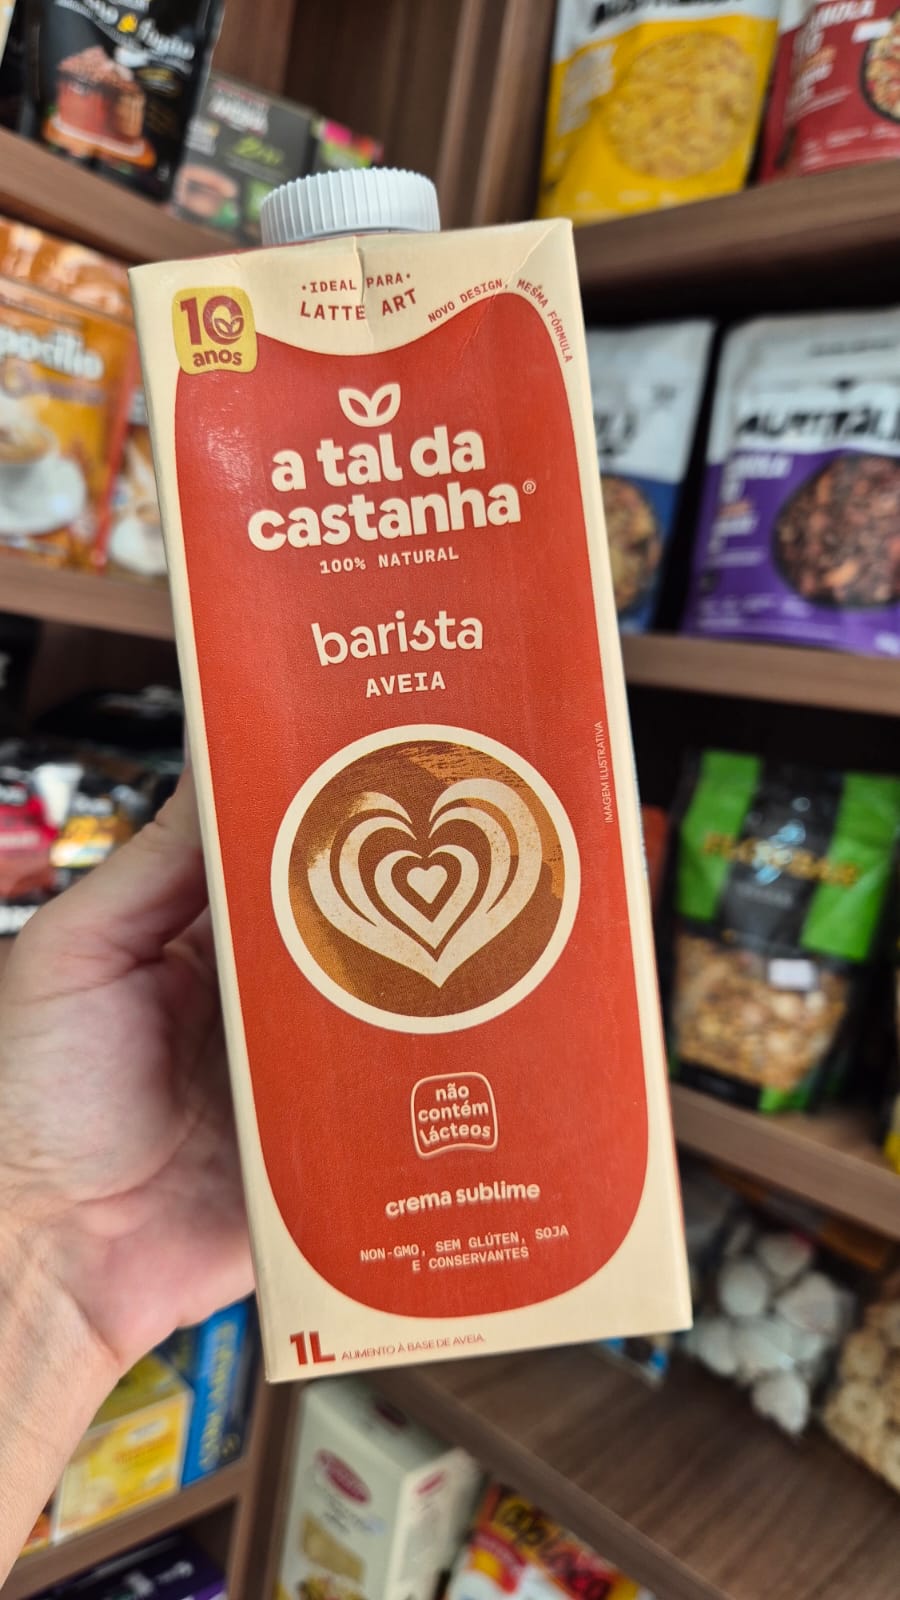 10
anos
•IDEAL PARA•
LATTE ART
NOVO DESIGN, MESMA FÓRMULA
a tal da
castanha®
100% NATURAL
barista
AVEIA
IMAGEM ILUSTRATIVA
não
contém
lácteos
crema sublime
NON-GMO, SEM GLÚTEN, SOJA
E CONSERVANTES
1L ALIMENTO À BASE DE AVEIA.